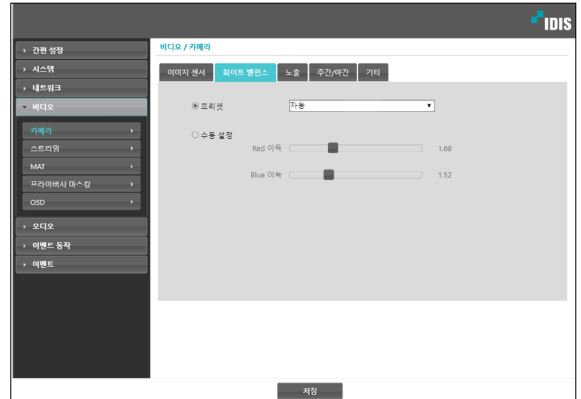 IDIS
간편 설정
시스템
네트워크
비디오
카메라
스트리밍
MAT
프라이버시 마스킹
OSD
오디오
이벤트 동작
이벤트
비디오 / 카메라
이미지 센서 화이트 밸런스 노출 주간/야간 기타
프리셋 자동
수동 설정
Red 이득 1.68
Blue 이득 1.52
저장